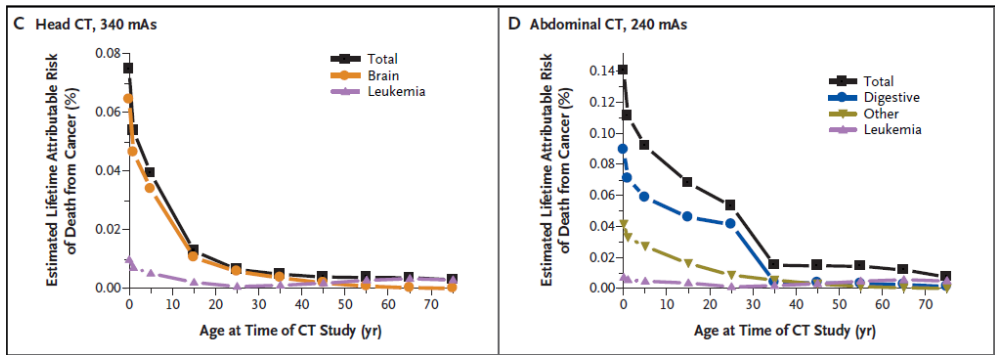 C Head CT, 340 mAs
Estimated Lifetime Attributable Risk
of Death from Cancer (%)
0.08
0.06
0.04
0.02
0.00
Total
Brain
Leukemia
0 10 20 30 40 50 60 70
Age at Time of CT Study (yr)
D Abdominal CT, 240 mAs
Estimated Lifetime Attributable Risk
of Death from Cancer (%)
0.14
0.12
0.10
0.08
0.06
0.04
0.02
0.00
Total
Digestive
Other
Leukemia
0 10 20 30 40 50 60 70
Age at Time of CT Study (yr)